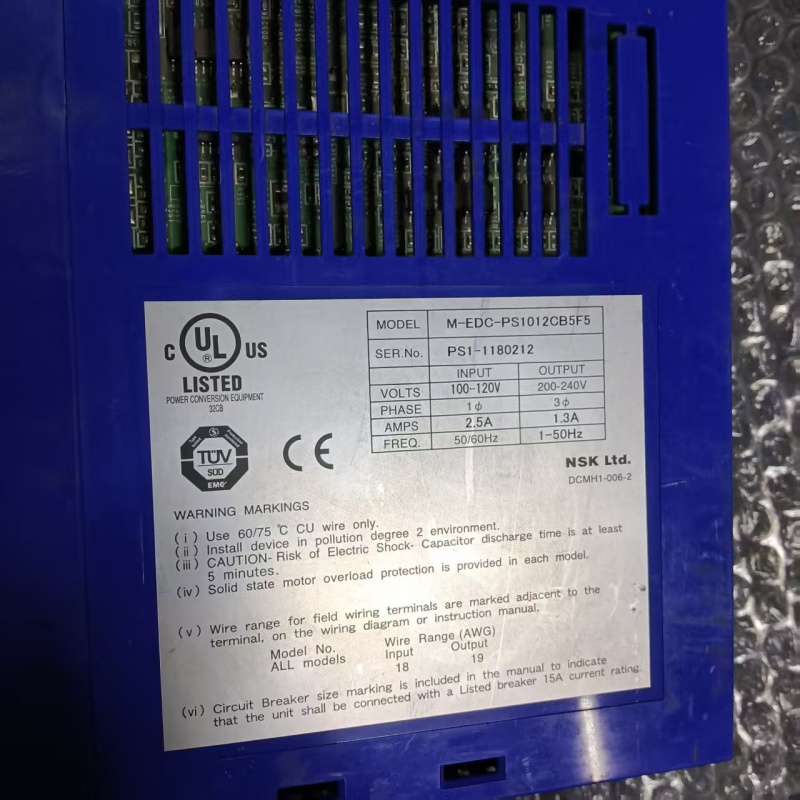 C UL ® US
LISTED
POWER CONVERSION EQUIPMENT
32CB
TÜV
SÜD
EMC
CE
MODEL M-EDC-PS1012CB5F5
SER.No. PS1-1180212
INPUT OUTPUT
VOLTS 100-120V 200-240V
PHASE 1φ 3φ
AMPS 2.5A 1.3A
FREQ. 50/60Hz 1-50Hz
NSK Ltd.
DCMH1-006-2
WARNING MARKINGS
(i) Use 60/75 ℃ CU wire only.
(ii) Install device in pollution degree 2 environment.
(iii) CAUTION- Risk of Electric Shock- Capacitor discharge time is at least
5 minutes.
(iv) Solid state motor overload protection is provided in each model.
(v) Wire range for field wiring terminals are marked adjacent to the
terminal, on the wiring diagram or instruction manual.
Model No. Wire Range (AWG)
Input Output
ALL models 18 19
(vi) Circuit Breaker size marking is included in the manual to indicate
that the unit shall be connected with a Listed breaker 15A current rating.